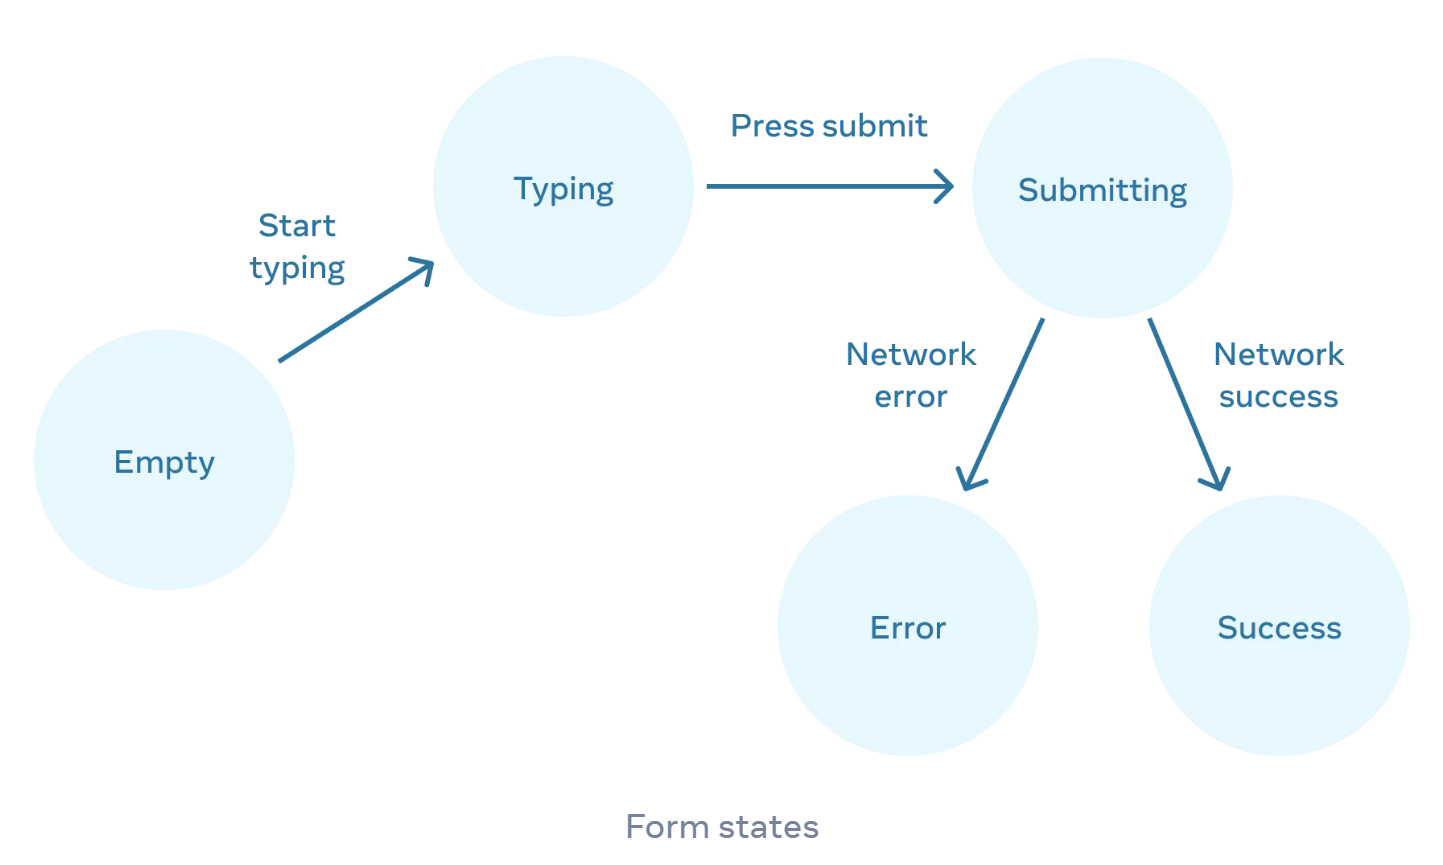 Typing
Press submit
Submitting
Start
typing
Empty
Network
error
Network
success
Error
Success
Form states